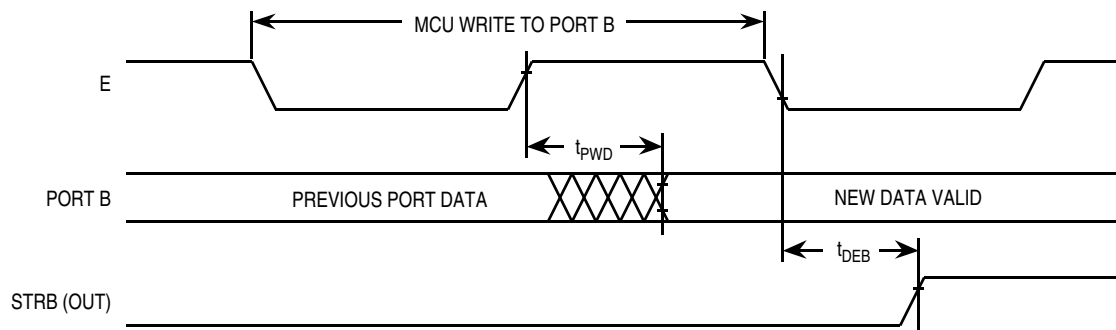 MCU WRITE TO PORT B
E
tPWD
PORT B
PREVIOUS PORT DATA
NEW DATA VALID
tDEB
STRB (OUT)